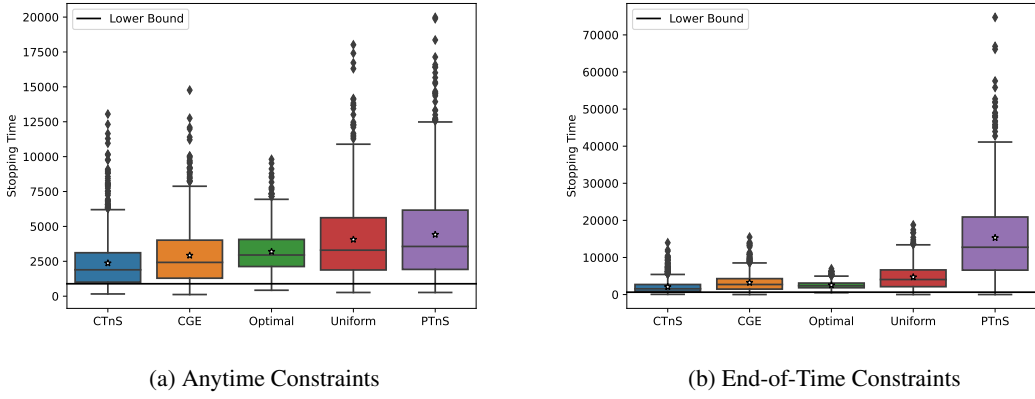 Lower Bound
Stopping Time
20000
17500
15000
12500
10000
7500
5000
2500
0
CTnS CGE Optimal Uniform PTnS
(a) Anytime Constraints
Lower Bound
Stopping Time
70000
60000
50000
40000
30000
20000
10000
0
CTnS CGE Optimal Uniform PTnS
(b) End-of-Time Constraints